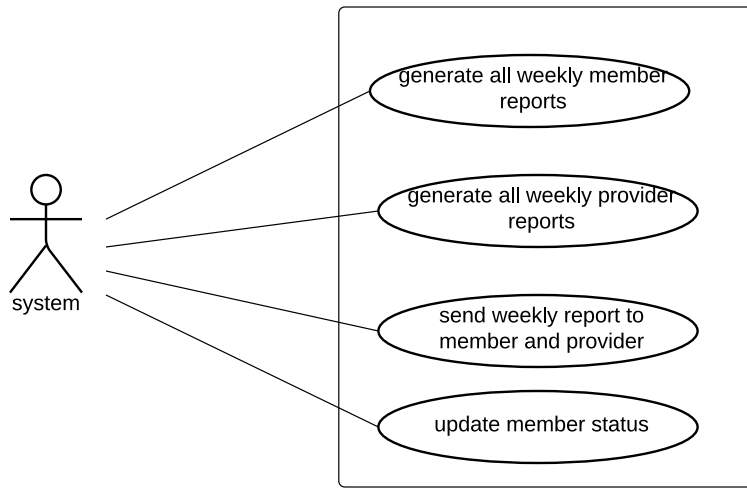 generate all weekly member
reports
generate all weekly provider
reports
system
send weekly report to
member and provider
update member status